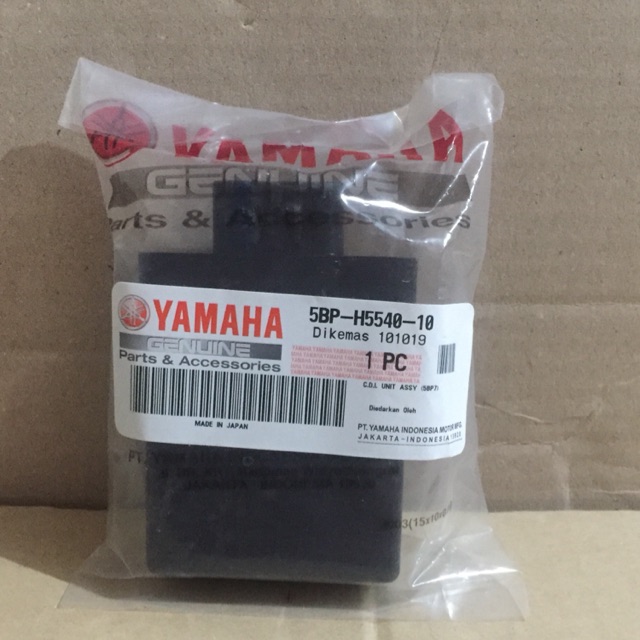 YAMAHA
GENUINE
Parts & Accessories
YAMAHA
GENUINE
Parts & Accessories
MADE IN JAPAN
5BP-H5540-10
Dikemas 101019
1 PC
C.D.I. UNIT ASSY (5BP7)
Diedarkan Oleh
PT. YAMAHA INDONESIA MOTOR MFG.
JAKARTA-INDONESIA